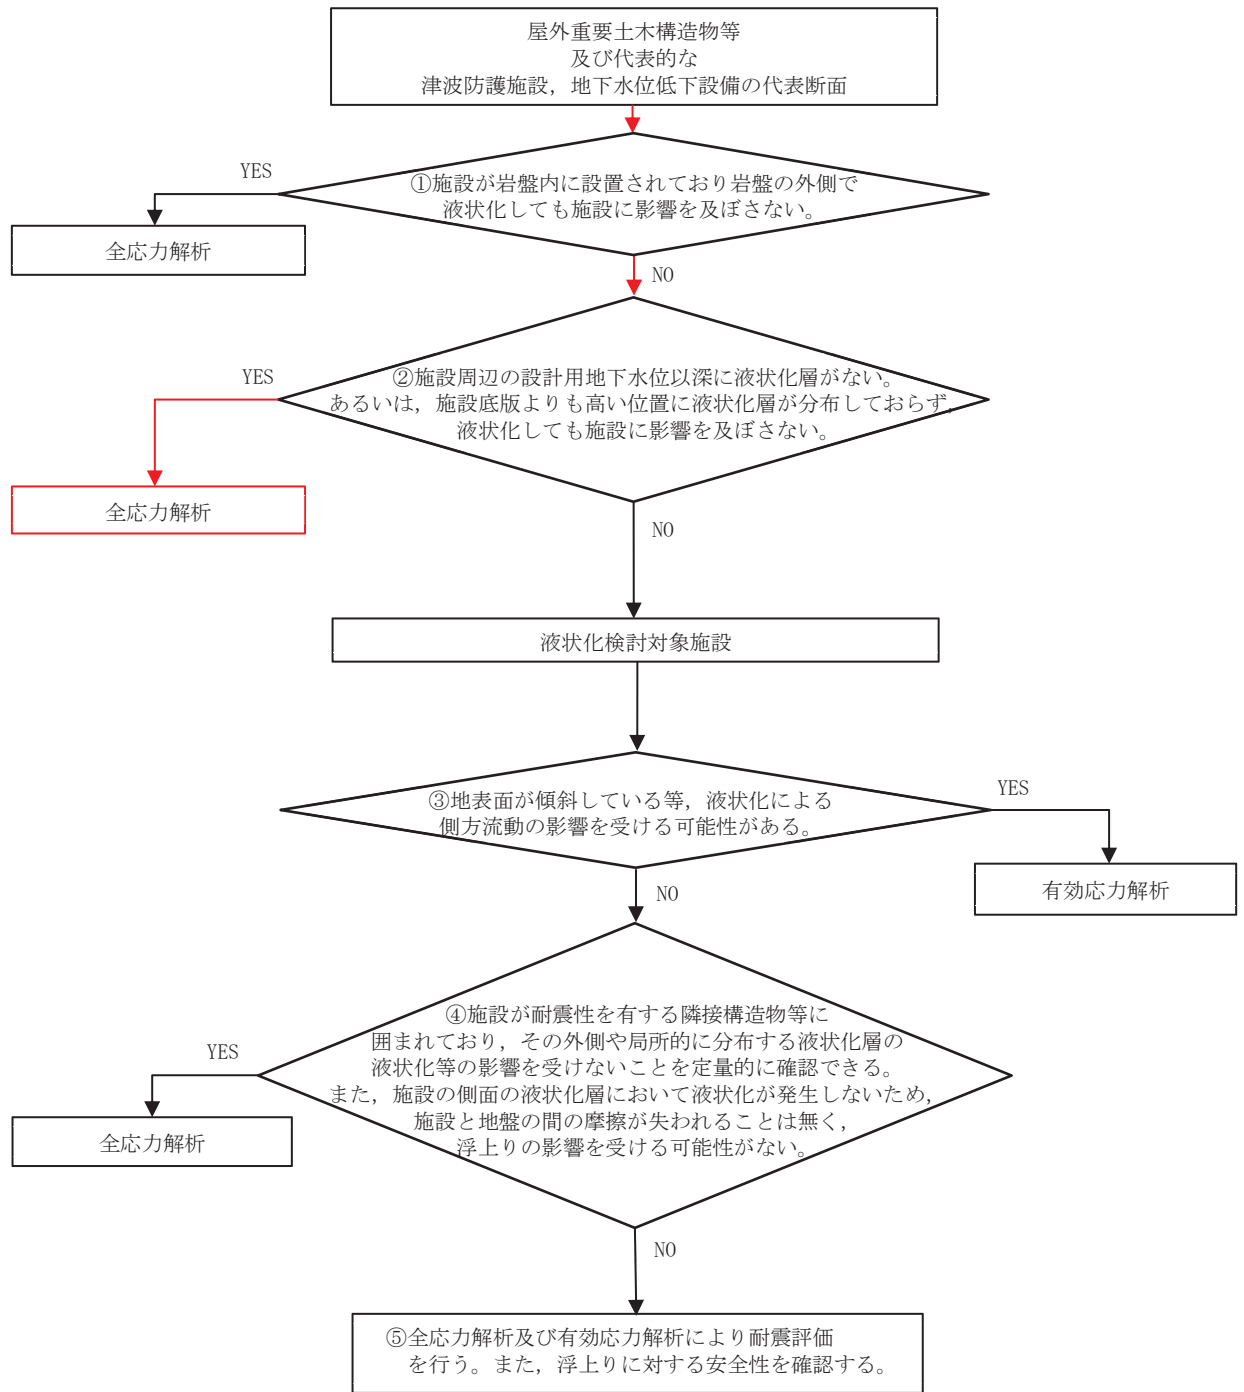 屋外重要土木構造物等
及び代表的な
津波防護施設，地下水位低下設備の代表断面
YES
①施設が岩盤内に設置されており岩盤の外側で
液状化しても施設に影響を及ぼさない。
全応力解析
NO
YES
②施設周辺の設計用地下水位以深に液状化層がない。
あるいは，施設底版よりも高い位置に液状化層が分布しておらず，
液状化しても施設に影響を及ぼさない。
全応力解析
NO
液状化検討対象施設
③地表面が傾斜している等，液状化による
側方流動の影響を受ける可能性がある。
YES
有効応力解析
NO
④施設が耐震性を有する隣接構造物等に
囲まれており，その外側や局所的に分布する液状化層の
液状化等の影響を受けないことを定量的に確認できる。
また，施設の側面の液状化層において液状化が発生しないため，
施設と地盤の間の摩擦が失われることは無く，
浮上りの影響を受ける可能性がない。
YES
全応力解析
NO
⑤全応力解析及び有効応力解析により耐震評価
を行う。また，浮上りに対する安全性を確認する。